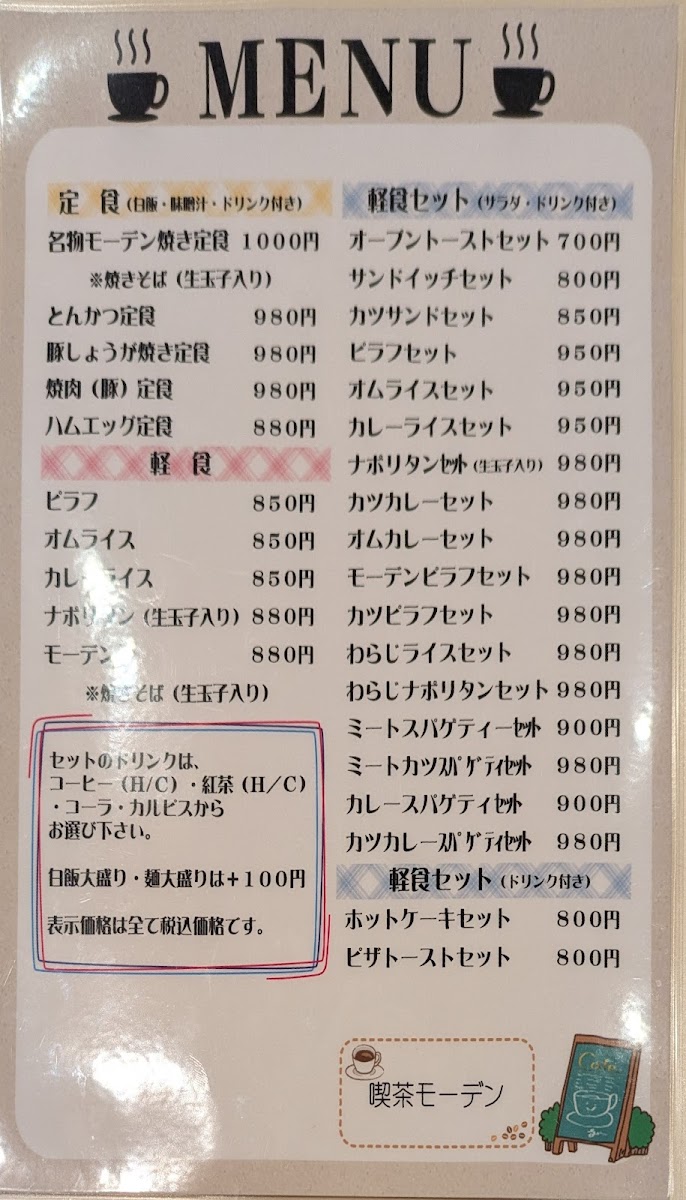 MENU
定 食(白飯・味噌汁・ドリンク付き)
名物モーデン焼き定食 1000円
※焼きそば(生玉子入り)
とんかつ定食 980円
豚しょうが焼き定食 980円
焼肉(豚)定食 980円
ハムエッグ定食 880円
軽 食
ピラフ 850円
オムライス 850円
カレーライス 850円
ナポリタン(生玉子入り) 880円
モーデン 880円
※焼きそば(生玉子入り)
セットのドリンクは、
コーヒー(H/C)・紅茶(H/C)
・コーラ・カルピスから
お選び下さい。
白飯大盛り・麺大盛りは+100円
表示価格は全て税込価格です。
軽食セット(サラダ・ドリンク付き)
オープントーストセット 700円
サンドイッチセット 800円
カツサンドセット 850円
ピラフセット 950円
オムライスセット 950円
カレーライスセット 950円
ナポリタンセット(生玉子入り) 980円
カツカレーセット 980円
オムカレーセット 980円
モーデンピラフセット 980円
カツピラフセット 980円
わらじライスセット 980円
わらじナポリタンセット 980円
ミートスパゲティーセット 900円
ミートカツスパゲティセット 980円
カレースパゲティセット 900円
カツカレースパゲティセット 980円
軽食セット(ドリンク付き)
ホットケーキセット 800円
ピザトーストセット 800円
喫茶モーデン
Cafe